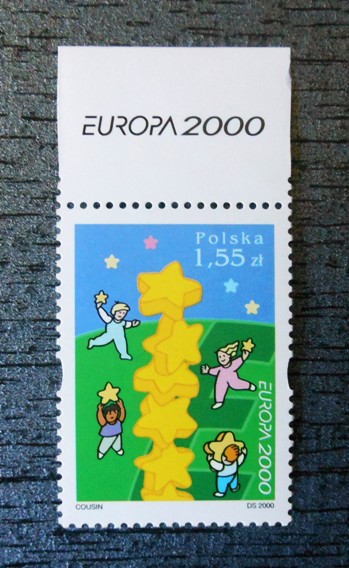 EUROPA 2000
Polska
1,55 zł
EUROPA 2000
COUSIN
DS 2000